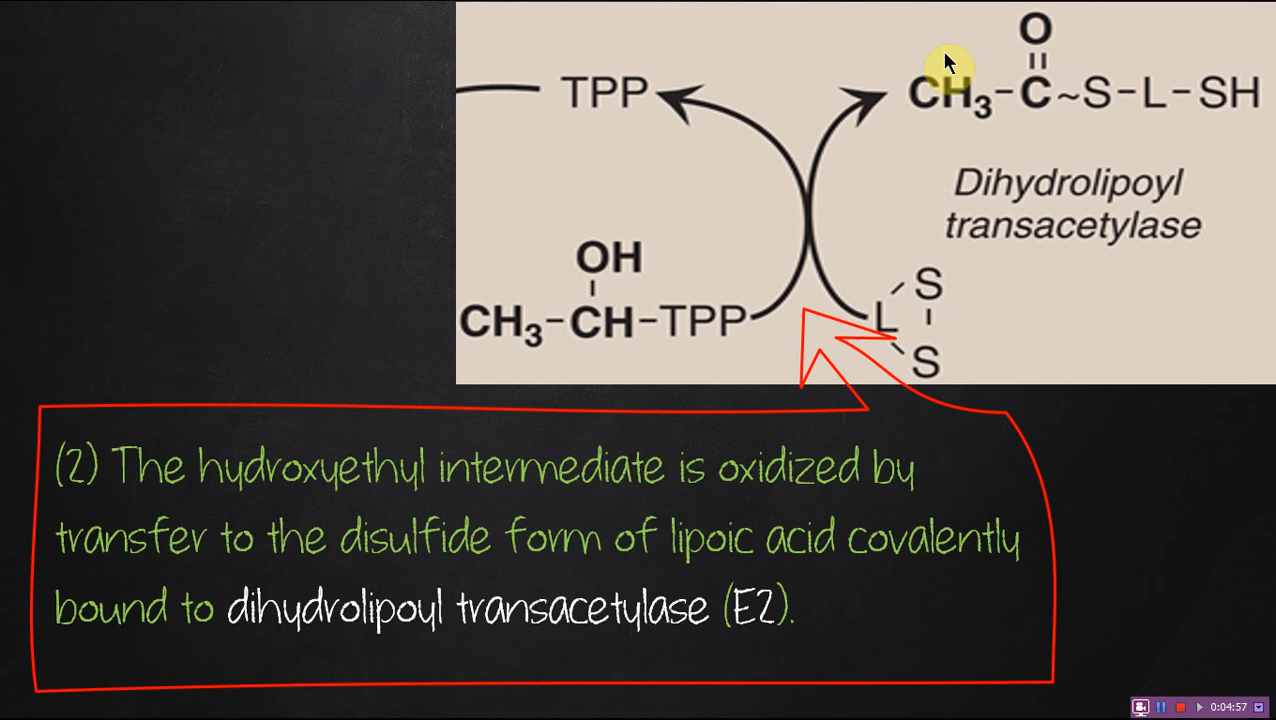 O
TPP
CH₃-C~S-L-SH
Dihydrolipoyl
transacetylase
OH
S
CH₃-CH-TPP
L
S
(2) The hydroxyethyl intermediate is oxidized by
transfer to the disulfide form of lipoic acid covalently
bound to dihydrolipoyl transacetylase (E2).
0:04:57